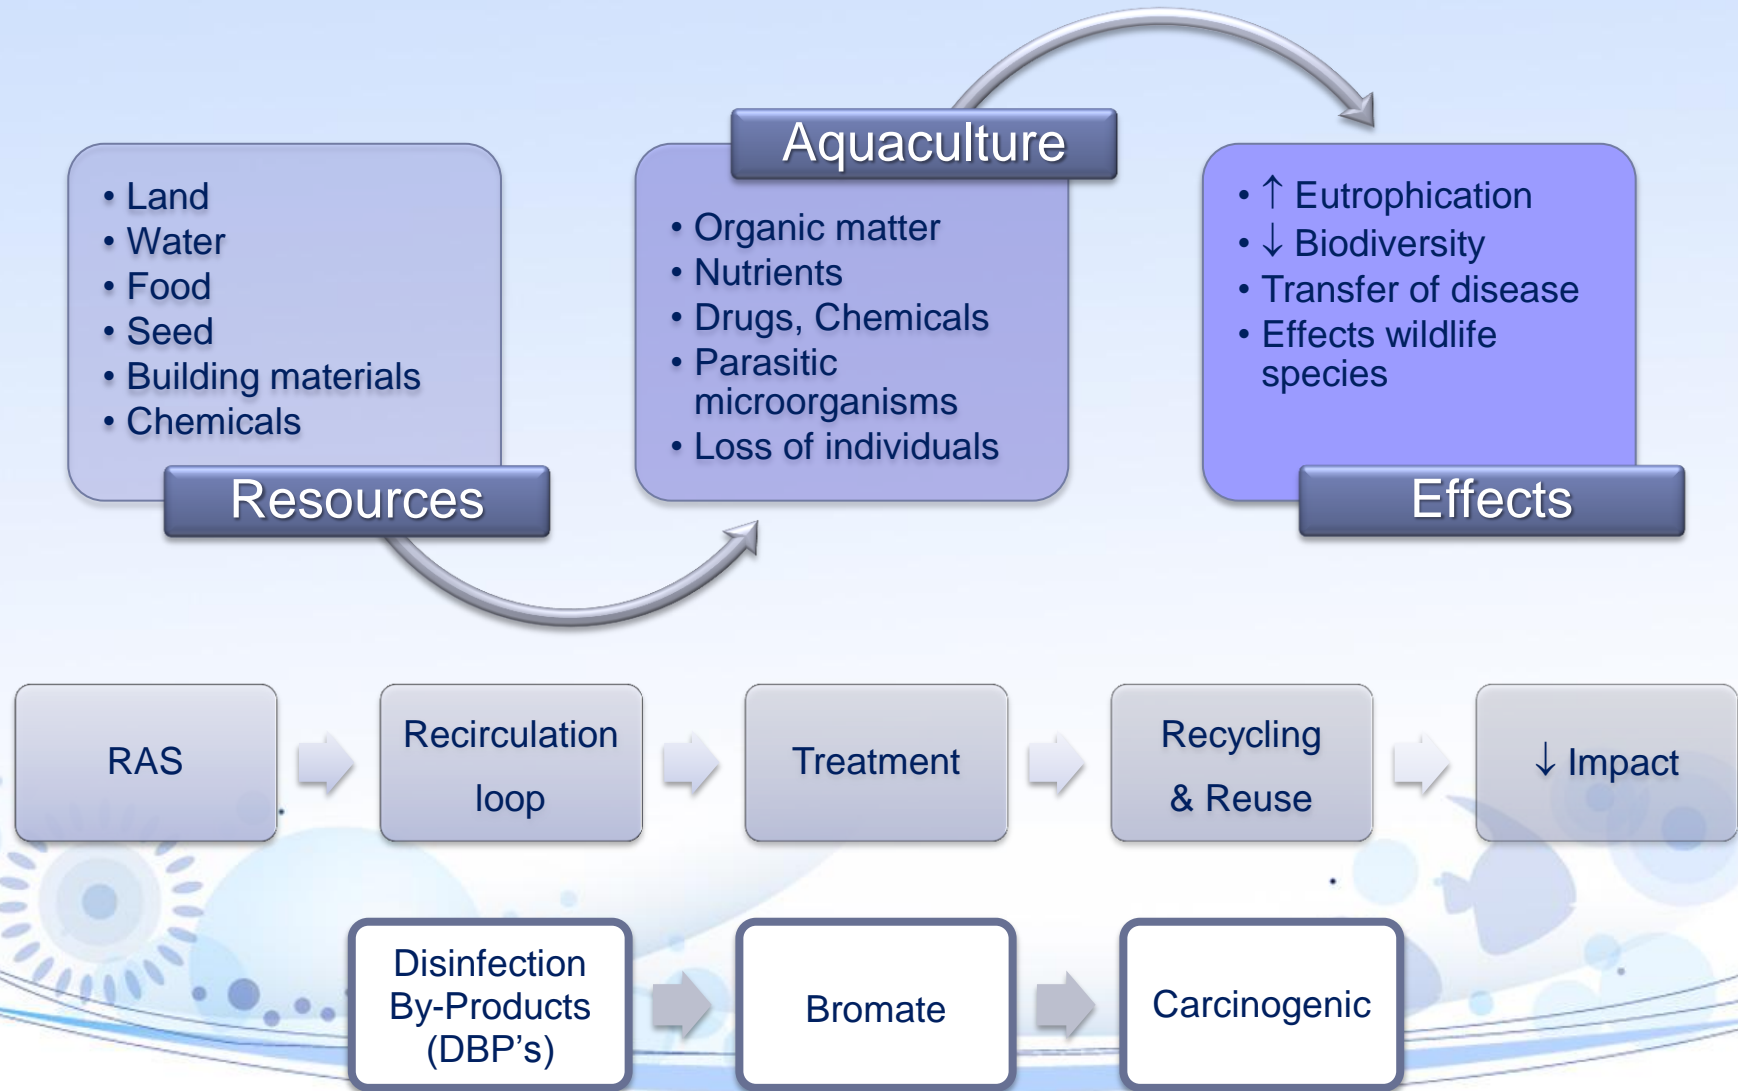 • Land
• Water
• Food
• Seed
• Building materials
• Chemicals
Resources
Aquaculture
• Organic matter
• Nutrients
• Drugs, Chemicals
• Parasitic
microorganisms
• Loss of individuals
• ↑ Eutrophication
• ↓ Biodiversity
• Transfer of disease
• Effects wildlife
species
Effects
RAS
Recirculation
loop
Treatment
Recycling
& Reuse
↓ Impact
Disinfection
By-Products
(DBP’s)
Bromate
Carcinogenic